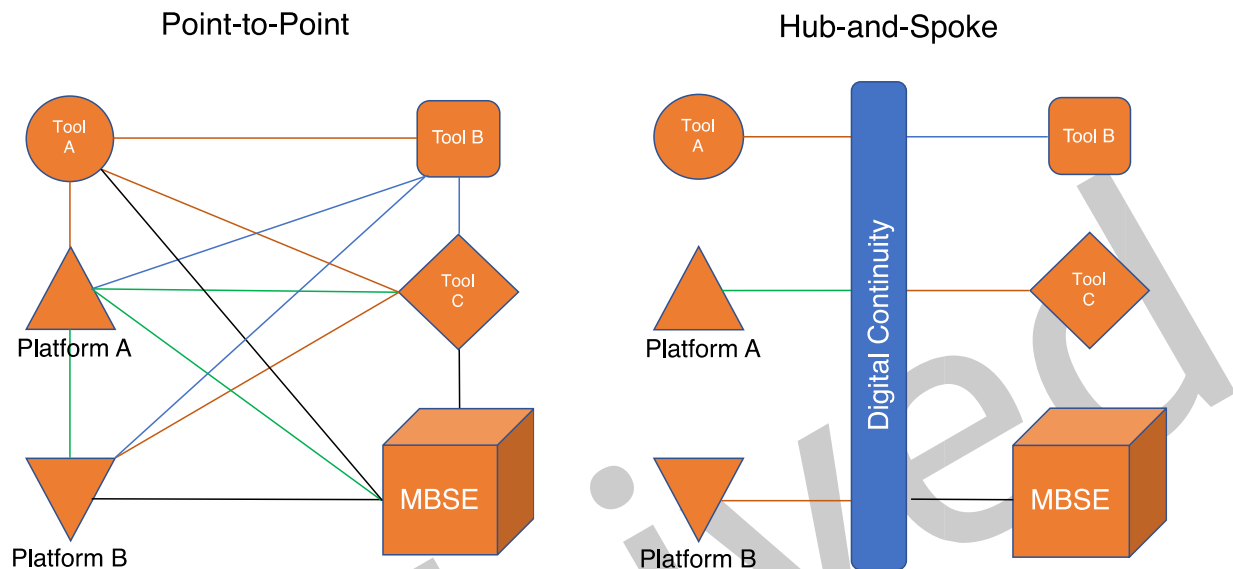 Point-to-Point
Hub-and-Spoke
Tool
A
Tool B
Tool
C
Platform A
Platform B
MBSE
Tool
A
Tool B
Platform A
Tool
C
Digital Continuity
Platform B
MBSE